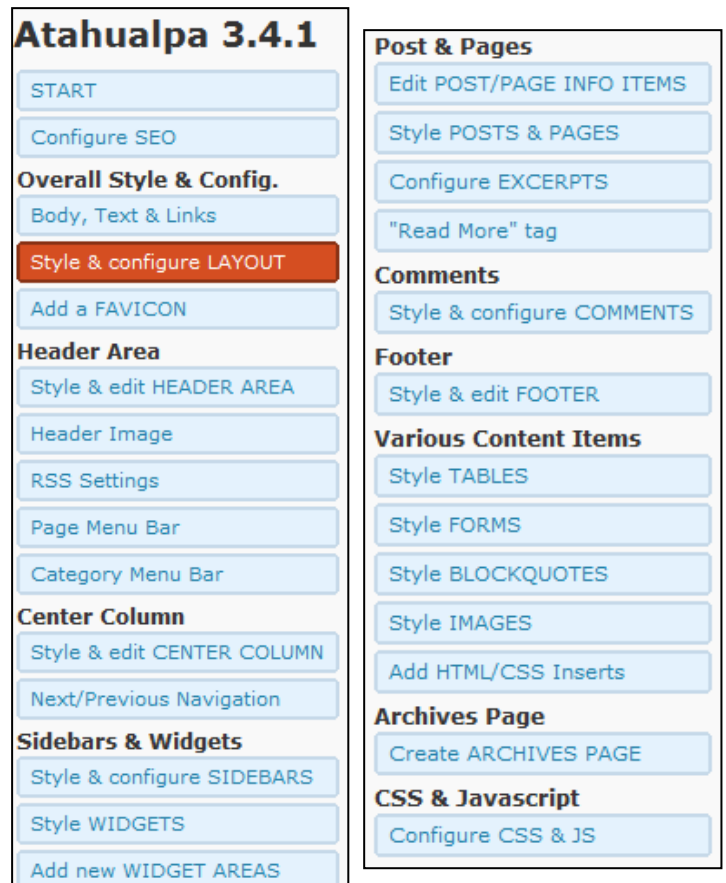 Atahualpa 3.4.1
START
Configure SEO
Overall Style & Config.
Body, Text & Links
Style & configure LAYOUT
Add a FAVICON
Header Area
Style & edit HEADER AREA
Header Image
RSS Settings
Page Menu Bar
Category Menu Bar
Center Column
Style & edit CENTER COLUMN
Next/Previous Navigation
Sidebars & Widgets
Style & configure SIDEBARS
Style WIDGETS
Add new WIDGET AREAS
Post & Pages
Edit POST/PAGE INFO ITEMS
Style POSTS & PAGES
Configure EXCERPTS
"Read More" tag
Comments
Style & configure COMMENTS
Footer
Style & edit FOOTER
Various Content Items
Style TABLES
Style FORMS
Style BLOCKQUOTES
Style IMAGES
Add HTML/CSS Inserts
Archives Page
Create ARCHIVES PAGE
CSS & Javascript
Configure CSS & JS